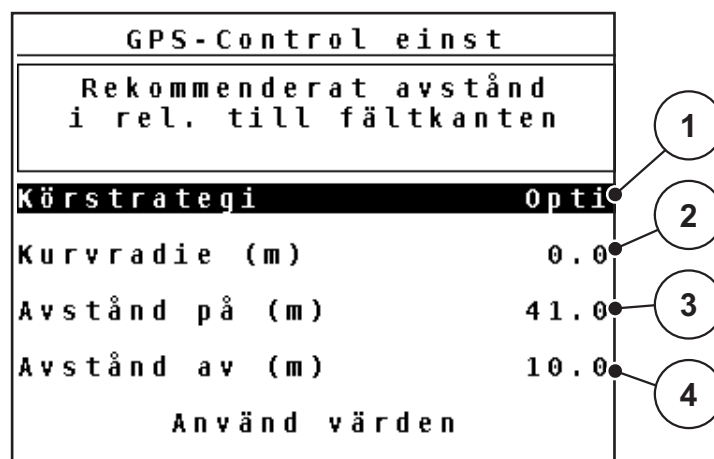 GPS-Control einst
Rekommenderat avstånd
i rel. till fältkanten
Körstrategi Opti 1
Kurvradie (m) 0.0 2
Avstånd på (m) 41.0 3
Avstånd av (m) 10.0 4
Använd värden